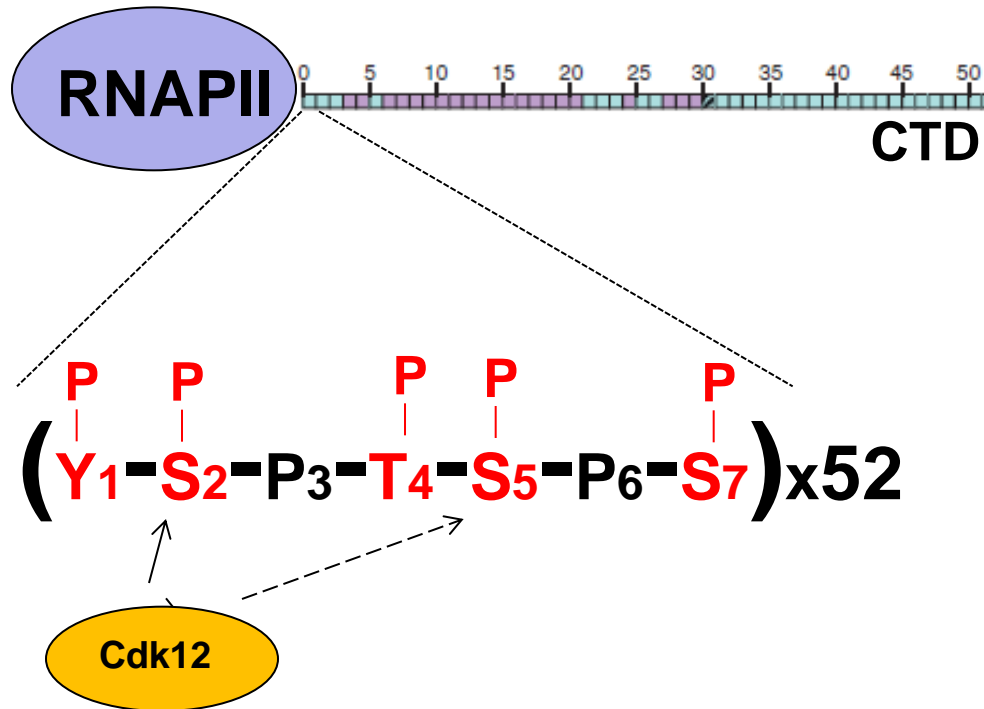 RNAPII
0 5 10 15 20 25 30 35 40 45 50
CTD
P P P P P
(Y1-S2-P3-T4-S5-P6-S7)x52
Cdk12